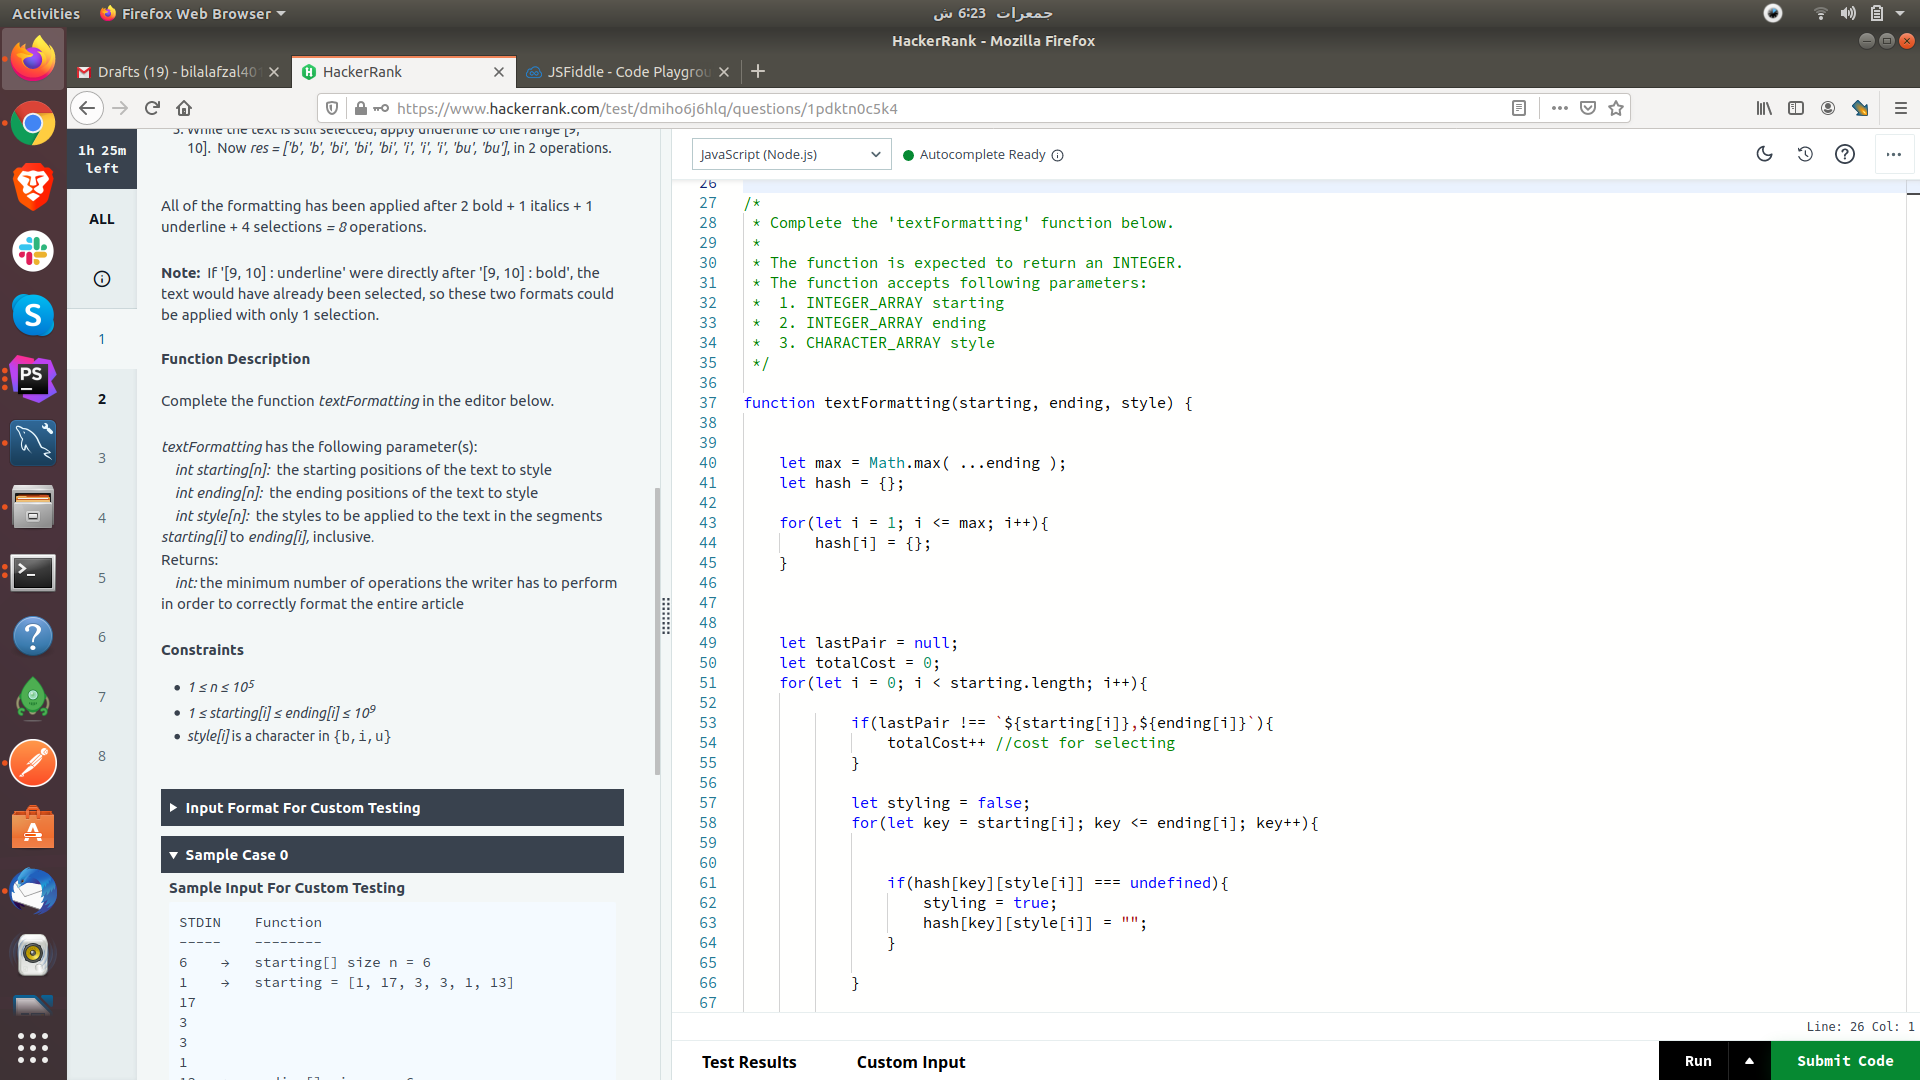 Activities
Firefox Web Browser
جمعرات 6:23 ش
HackerRank - Mozilla Firefox
Drafts (19) - bilalafzal401
HackerRank
JSFiddle - Code Playgrou
https://www.hackerrank.com/test/dmiho6j6hlq/questions/1pdktn0c5k4
1h 25m
left
ALL
1
2
3
4
5
6
7
8
3. While the text is still selected, apply underline to the range [9,
10]. Now res = ['b', 'b', 'bi', 'bi', 'bi', 'i', 'i', 'i', 'bu', 'bu'], in 2 operations.
All of the formatting has been applied after 2 bold + 1 italics + 1
underline + 4 selections = 8 operations.
Note: If '[9, 10] : underline' were directly after '[9, 10] : bold', the
text would have already been selected, so these two formats could
be applied with only 1 selection.
Function Description
Complete the function textFormatting in the editor below.
textFormatting has the following parameter(s):
int starting[n]: the starting positions of the text to style
int ending[n]: the ending positions of the text to style
int style[n]: the styles to be applied to the text in the segments
starting[i] to ending[i], inclusive.
Returns:
int: the minimum number of operations the writer has to perform
in order to correctly format the entire article
Constraints
• 1 ≤ n ≤ 10⁵
• 1 ≤ starting[i] ≤ ending[i] ≤ 10⁹
• style[i] is a character in {b,i,u}
Input Format For Custom Testing
Sample Case 0
Sample Input For Custom Testing
STDIN Function
----- --------
6 → starting[] size n = 6
1 → starting = [1, 17, 3, 3, 1, 13]
17
3
3
1
JavaScript (Node.js)
Autocomplete Ready
26
27 /*
28 * Complete the 'textFormatting' function below.
29 *
30 * The function is expected to return an INTEGER.
31 * The function accepts following parameters:
32 * 1. INTEGER_ARRAY starting
33 * 2. INTEGER_ARRAY ending
34 * 3. CHARACTER_ARRAY style
35 */
36
37 function textFormatting(starting, ending, style) {
38
39
40 let max = Math.max( ...ending );
41 let hash = {};
42
43 for(let i = 1; i <= max; i++){
44 hash[i] = {};
45 }
46
47
48
49 let lastPair = null;
50 let totalCost = 0;
51 for(let i = 0; i < starting.length; i++){
52
53 if(lastPair !== `${starting[i]},${ending[i]}`){
54 totalCost++ //cost for selecting
55 }
56
57 let styling = false;
58 for(let key = starting[i]; key <= ending[i]; key++){
59
60
61 if(hash[key][style[i]] === undefined){
62 styling = true;
63 hash[key][style[i]] = "";
64 }
65
66 }
67
Line: 26 Col: 1
Test Results
Custom Input
Run
Submit Code